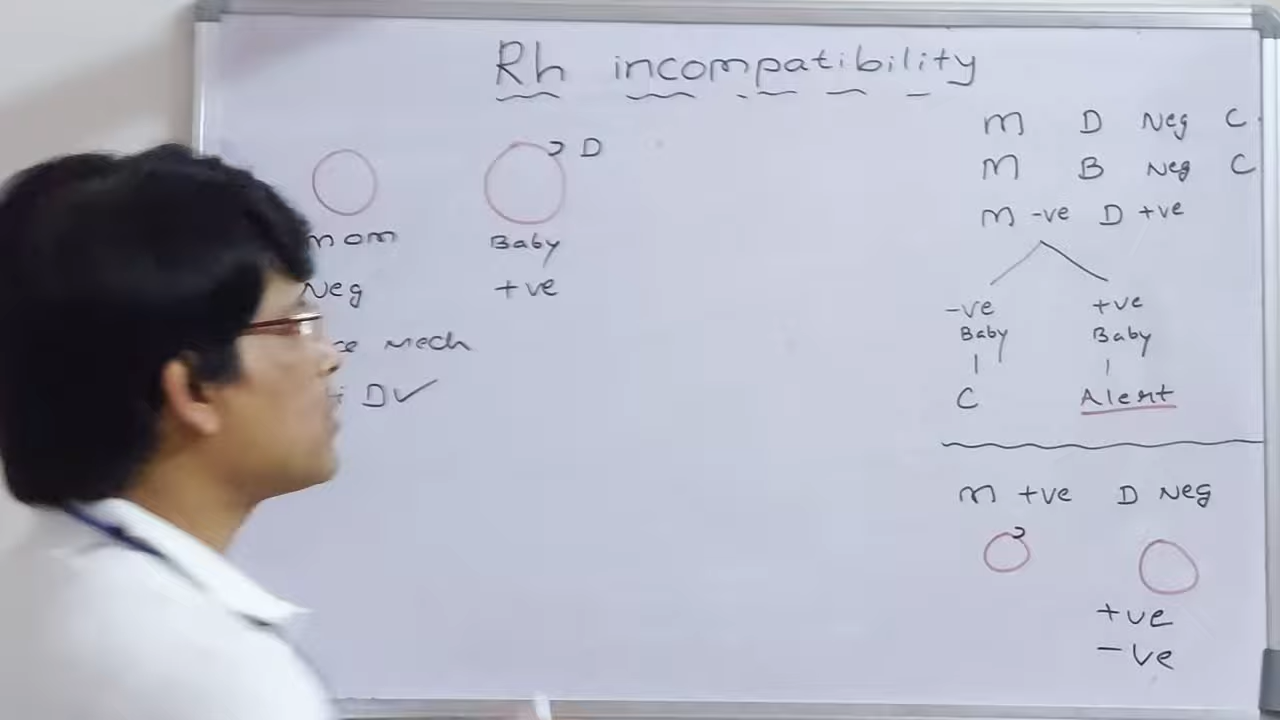 Rh incompatibility
D
mom Baby
Neg +ve
Mech
D✓
M D Neg C
M B Neg C
M -ve D +ve
-ve +ve
Baby Baby
C Alert
M +ve D Neg
+ve
-ve